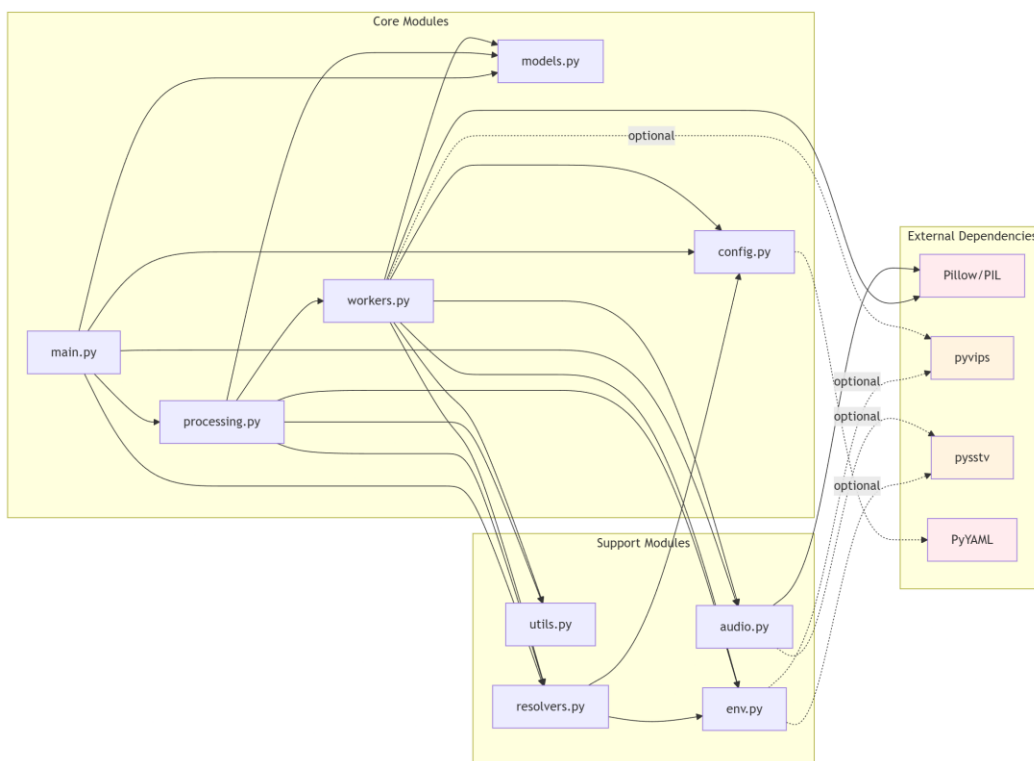 Core Modules
models.py
optional
External Dependencies
config.py
Pillow/PIL
workers.py
main.py
pyvips
optional
processing.py
optional
pysstv
optional
PyYAML
Support Modules
utils.py
audio.py
resolvers.py
env.py